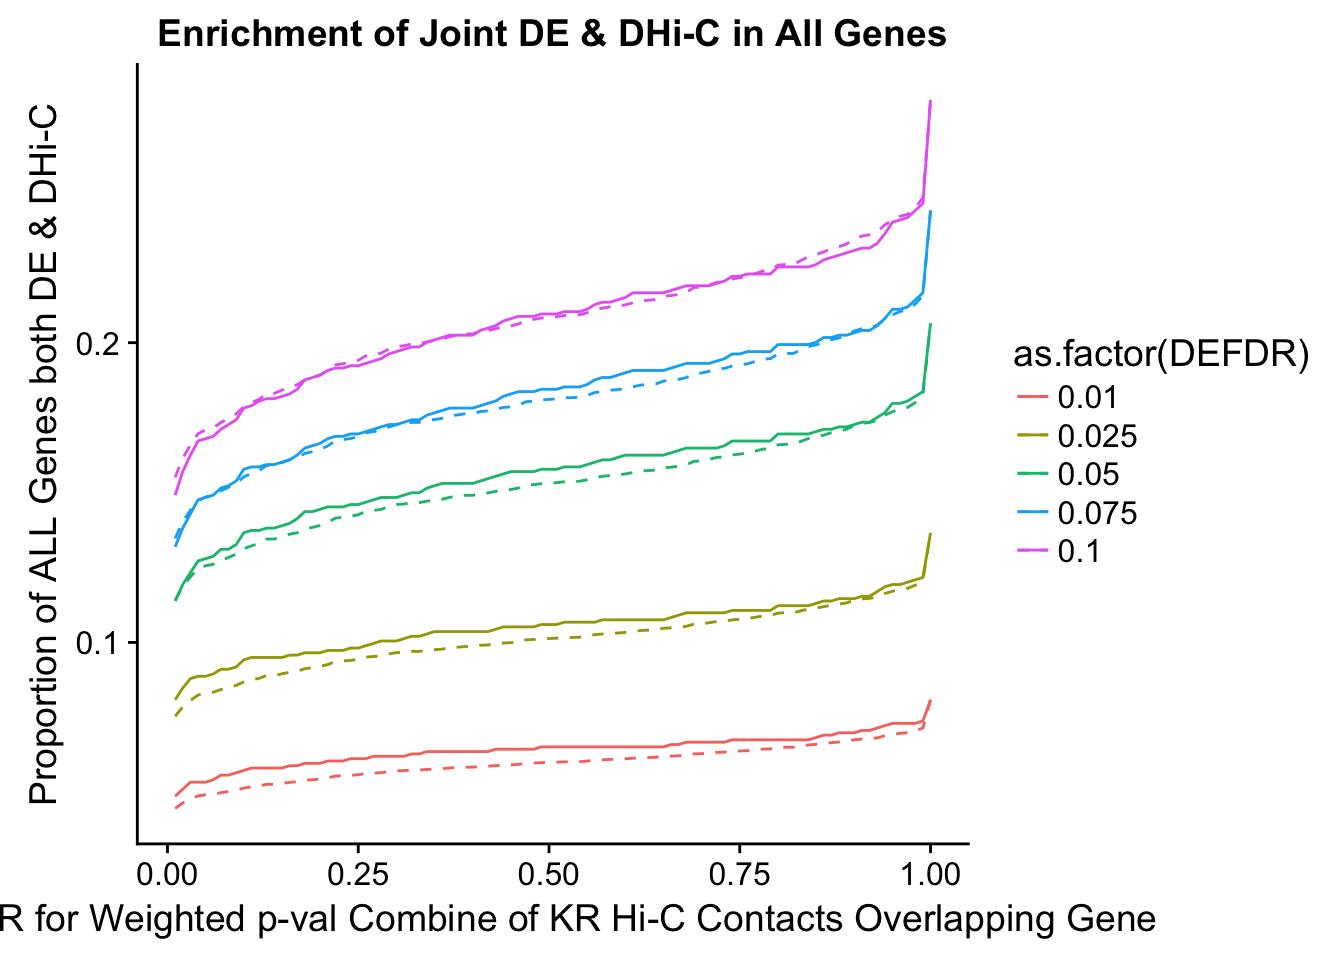 Enrichment of Joint DE & DHi-C in All Genes
Proportion of ALL Genes both DE & DHi-C
0.2
0.1
0.00 0.25 0.50 0.75 1.00
R for Weighted p-val Combine of KR Hi-C Contacts Overlapping Gene
as.factor(DEFDR)
0.01
0.025
0.05
0.075
0.1